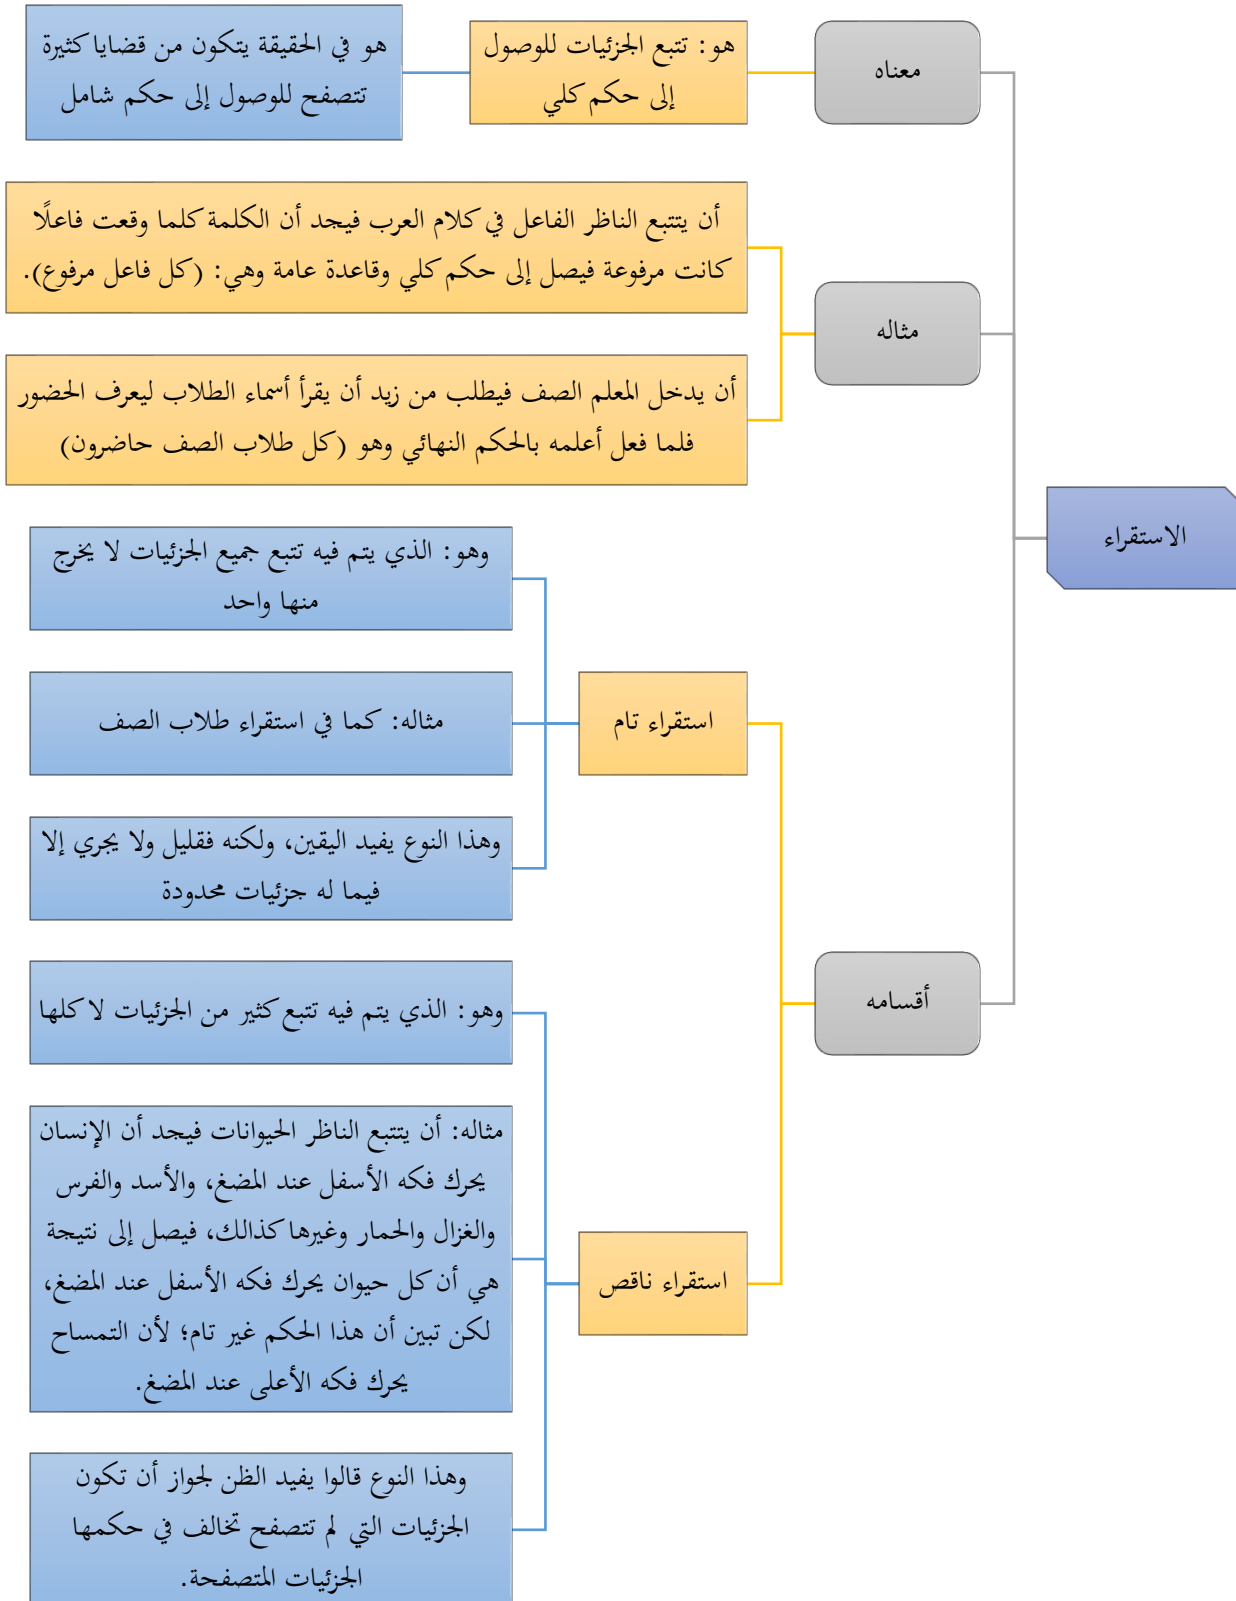 الاستقراء
معناه
هو: تتبع الجزئيات للوصول
إلى حكم كلي
هو في الحقيقة يتكون من قضايا كثيرة
تتصفح للوصول إلى حكم شامل
مثاله
أن يتتبع الناظر الفاعل في كلام العرب فيجد أن الكلمة كلما وقعت فاعلًا
كانت مرفوعة فيصل إلى حكم كلي وقاعدة عامة وهي: (كل فاعل مرفوع).
أن يدخل المعلم الصف فيطلب من زيد أن يقرأ أسماء الطلاب ليعرف الحضور
فلما فعل أعلمه بالحكم النهائي وهو (كل طلاب الصف حاضرون)
أقسامه
استقراء تام
وهو: الذي يتم فيه تتبع جميع الجزئيات لا يخرج
منها واحد
مثاله: كما في استقراء طلاب الصف
وهذا النوع يفيد اليقين، ولكنه فقليل ولا يجري إلا
فيما له جزئيات محدودة
استقراء ناقص
وهو: الذي يتم فيه تتبع كثير من الجزئيات لا كلها
مثاله: أن يتتبع الناظر الحيوانات فيجد أن الإنسان
يحرك فكه الأسفل عند المضغ، والأسد والفرس
والغزال والحمار وغيرها كذالك، فيصل إلى نتيجة
هي أن كل حيوان يحرك فكه الأسفل عند المضغ،
لكن تبين أن هذا الحكم غير تام؛ لأن التمساح
يحرك فكه الأعلى عند المضغ.
وهذا النوع قالوا يفيد الظن لجواز أن تكون
الجزئيات التي لم تتصفح تخالف في حكمها
الجزئيات المتصفحة.